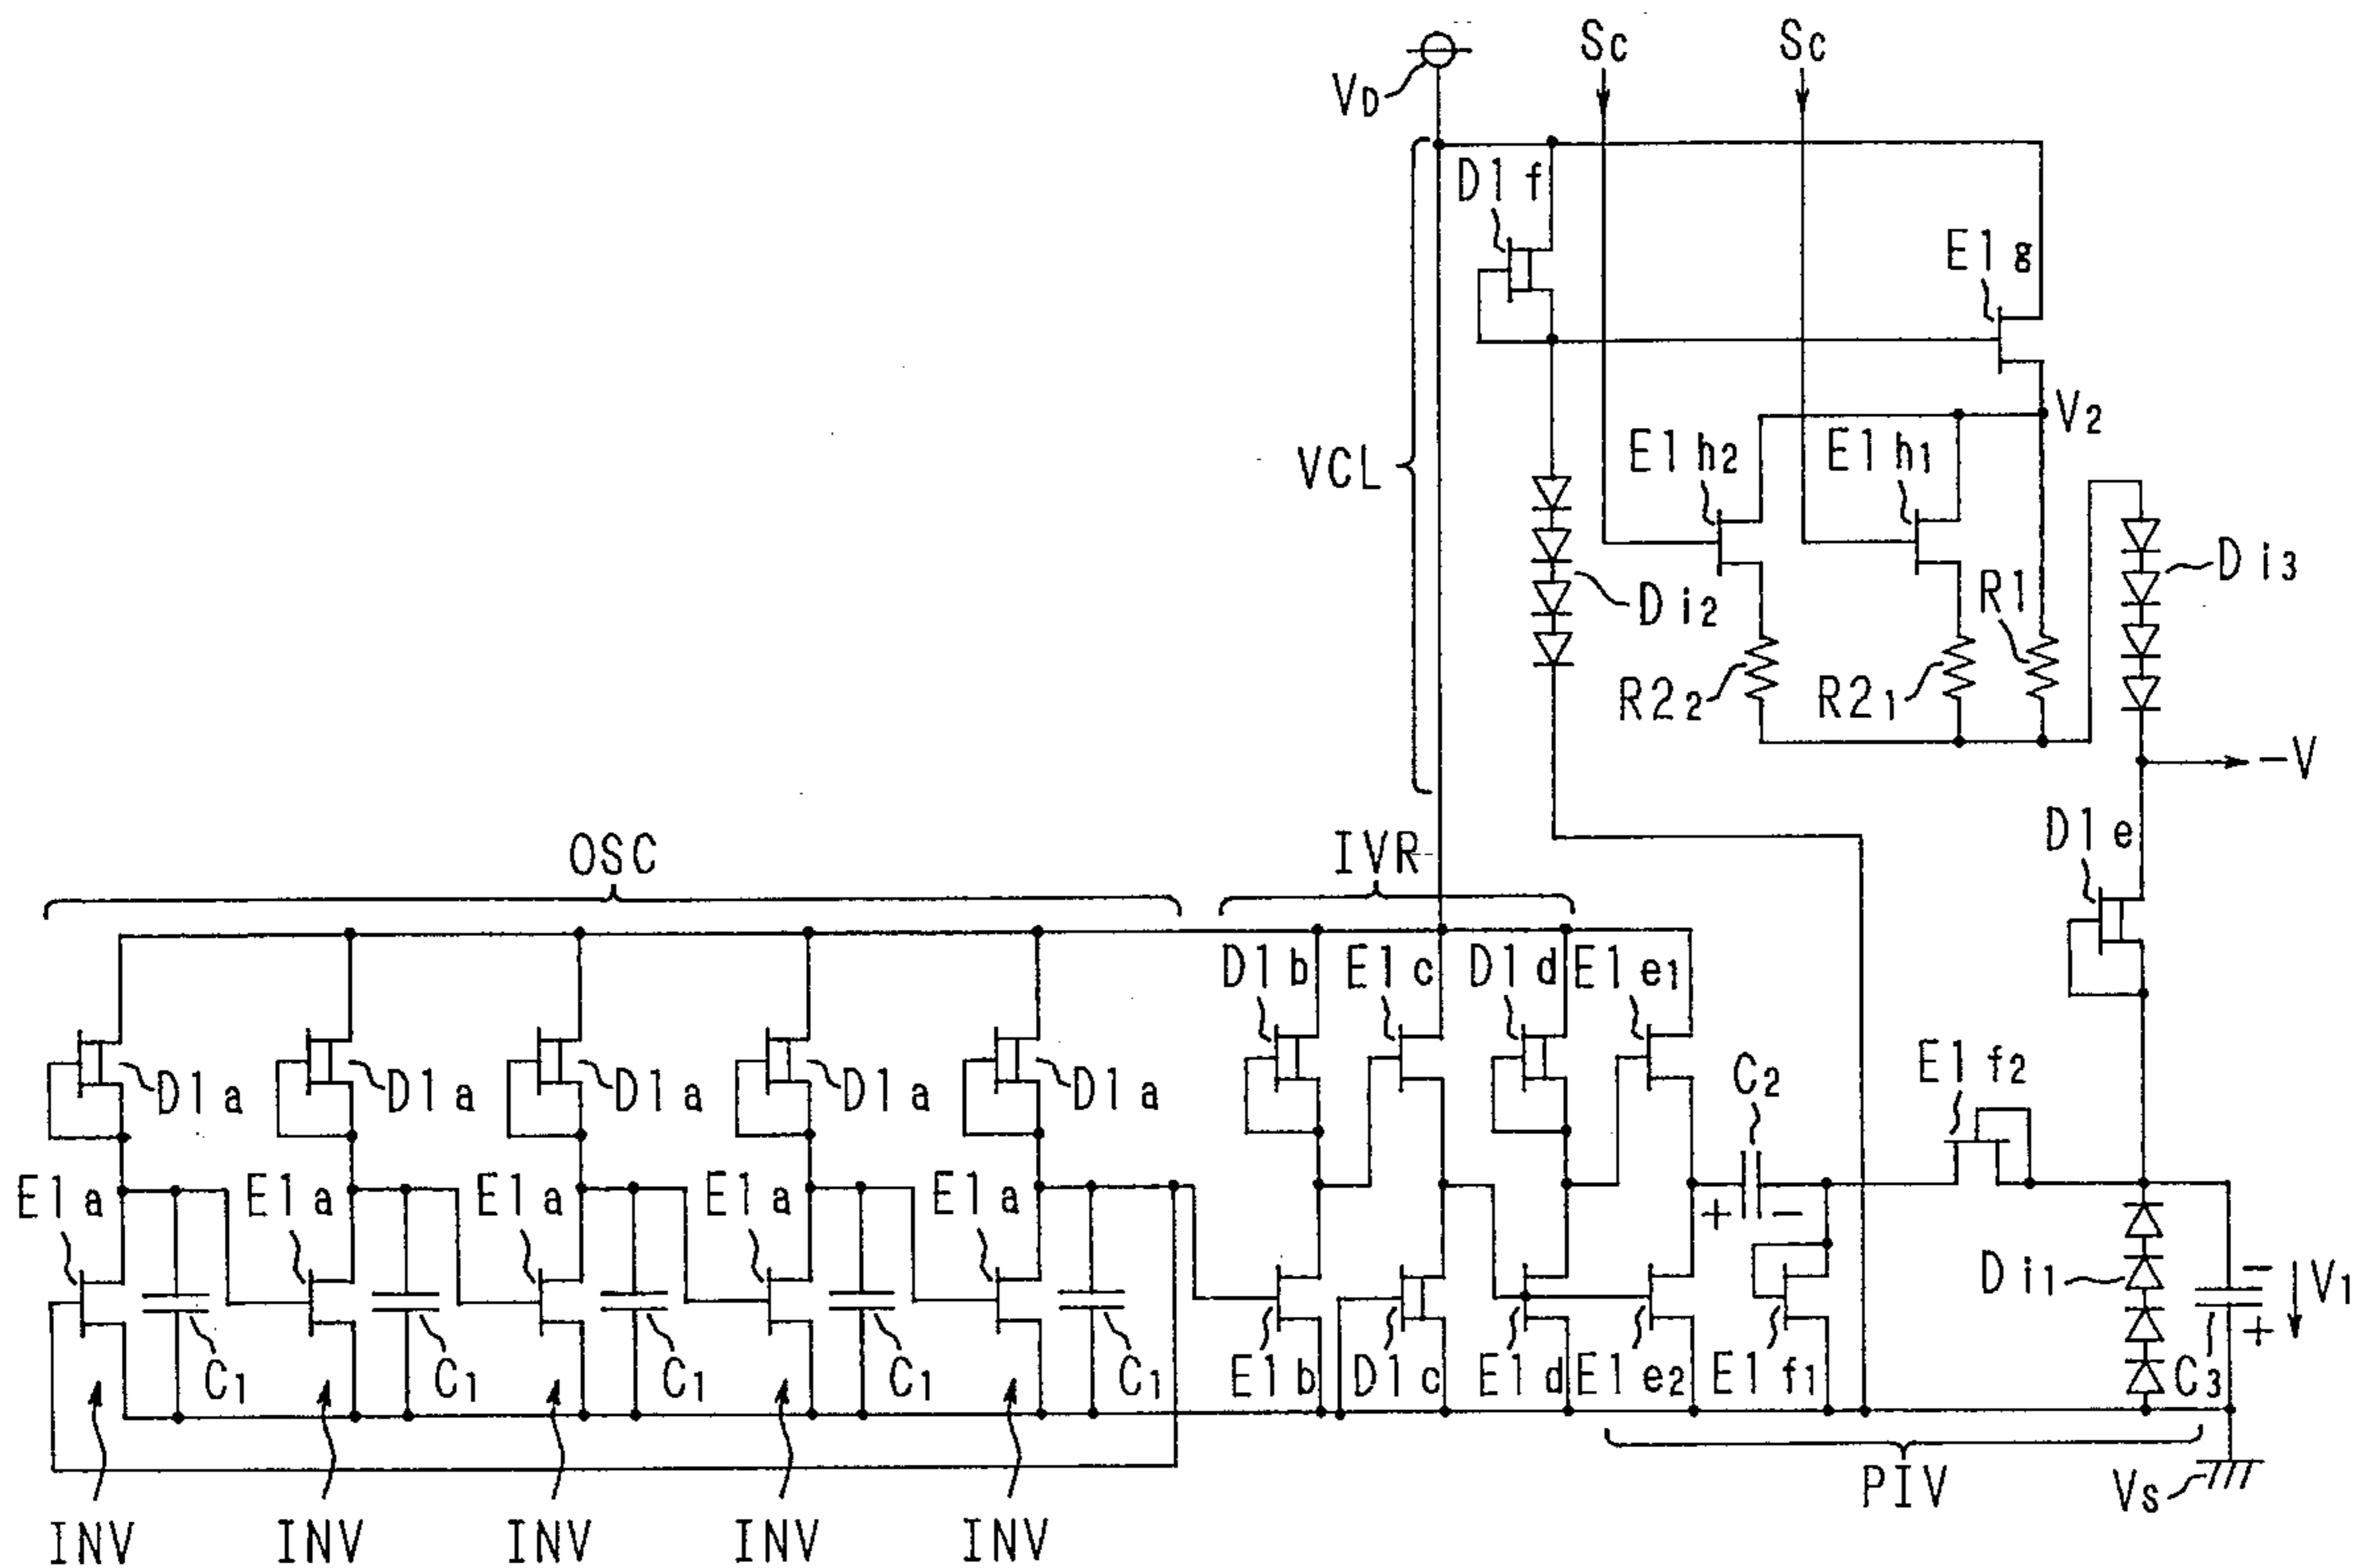 Sc Sc
VD
D1f
E1g
V2
E1h2 E1h1
VCL
Di3
R1
Di2
R22 R21
-V
D1e
OSC IVR
D1b E1c D1d E1e1
E1f2
C2
D1a D1a D1a D1a D1a
E1a E1a E1a E1a E1a
+ -
Di1 - V1
+
C1 C1 C1 C1 C1
E1b D1c E1d E1e2 E1f1 C3
PIV
Vs
INV INV INV INV INV